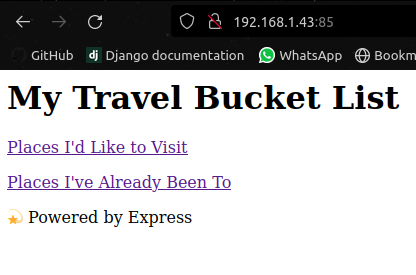 192.168.1.43:85
GitHub
dj Django documentation
WhatsApp
Bookm
My Travel Bucket List
Places I'd Like to Visit
Places I've Already Been To
💫 Powered by Express